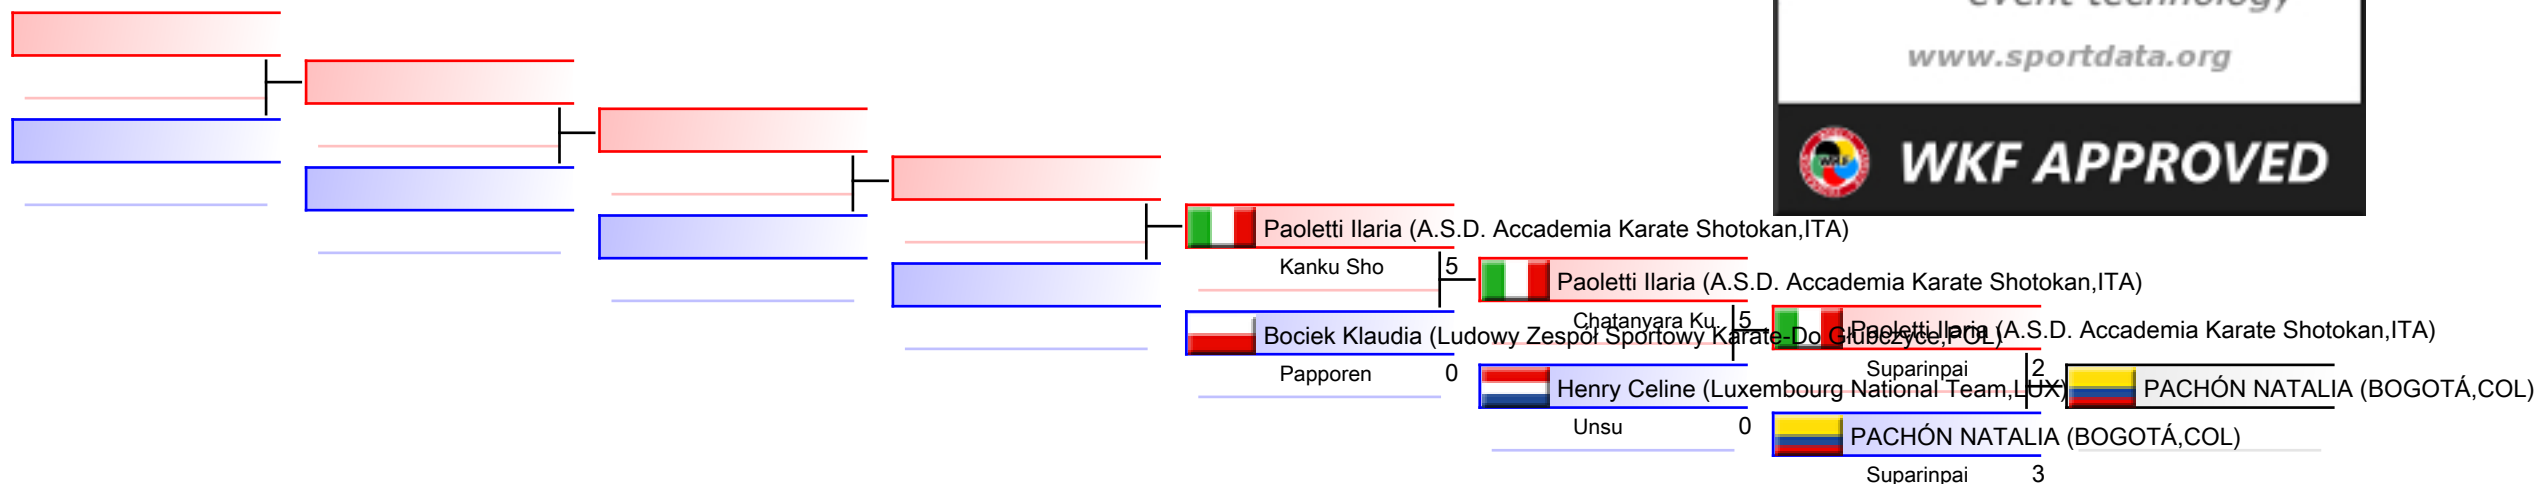 event technology
www.sportdata.org
WKF APPROVED
Paoletti Ilaria (A.S.D. Accademia Karate Shotokan,ITA)
Kanku Sho 5
Paoletti Ilaria (A.S.D. Accademia Karate Shotokan,ITA)
Chatanyara Ku 5
Bociek Klaudia (Ludowy Zespół Sportowy Karate-Do Głubczyce,POL)
Papporen 0
Paoletti Ilaria (A.S.D. Accademia Karate Shotokan,ITA)
Suparinpai 2
Henry Celine (Luxembourg National Team,LUX)
Unsu 0
PACHÓN NATALIA (BOGOTÁ,COL)
PACHÓN NATALIA (BOGOTÁ,COL)
Suparinpai 3